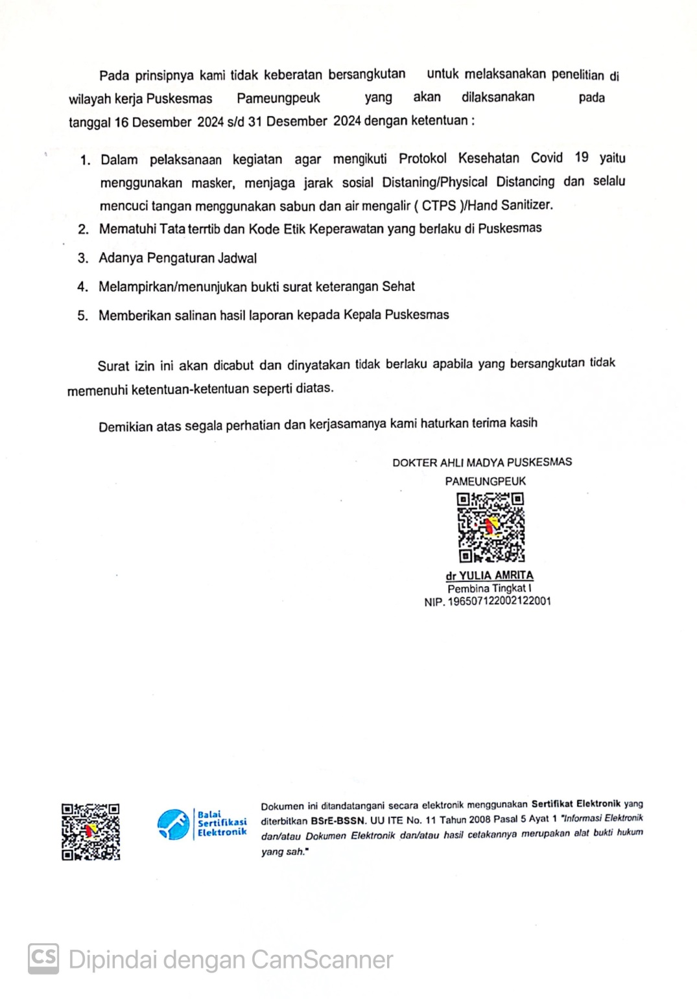 Pada prinsipnya kami tidak keberatan bersangkutan untuk melaksanakan penelitian di
wilayah kerja Puskesmas Pameungpeuk yang akan dilaksanakan pada
tanggal 16 Desember 2024 s/d 31 Desember 2024 dengan ketentuan :
1. Dalam pelaksanaan kegiatan agar mengikuti Protokol Kesehatan Covid 19 yaitu
menggunakan masker, menjaga jarak sosial Distaning/Physical Distancing dan selalu
mencuci tangan menggunakan sabun dan air mengalir ( CTPS )/Hand Sanitizer.
2. Mematuhi Tata terrtib dan Kode Etik Keperawatan yang berlaku di Puskesmas
3. Adanya Pengaturan Jadwal
4. Melampirkan/menunjukan bukti surat keterangan Sehat
5. Memberikan salinan hasil laporan kepada Kepala Puskesmas
Surat izin ini akan dicabut dan dinyatakan tidak berlaku apabila yang bersangkutan tidak
memenuhi ketentuan-ketentuan seperti diatas.
Demikian atas segala perhatian dan kerjasamanya kami haturkan terima kasih
DOKTER AHLI MADYA PUSKESMAS
PAMEUNGPEUK
dr YULIA AMRITA
Pembina Tingkat I
NIP. 196507122002122001
Balai
Sertifikasi
Elektronik
Dokumen ini ditandatangani secara elektronik menggunakan Sertifikat Elektronik yang
diterbitkan BSrE-BSSN. UU ITE No. 11 Tahun 2008 Pasal 5 Ayat 1 "Informasi Elektronik
dan/atau Dokumen Elektronik dan/atau hasil cetakannya merupakan alat bukti hukum
yang sah."
CS Dipindai dengan CamScanner